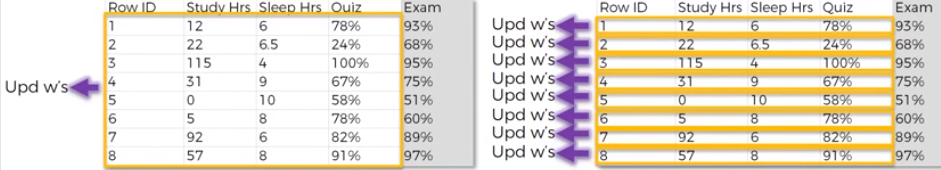 Row ID Study Hrs Sleep Hrs Quiz Exam
1 12 6 78% 93%
2 22 6.5 24% 68%
3 115 4 100% 95%
Upd w's 4 31 9 67% 75%
5 0 10 58% 51%
6 5 8 78% 60%
7 92 6 82% 89%
8 57 8 91% 97%
Row ID Study Hrs Sleep Hrs Quiz Exam
Upd w's 1 12 6 78% 93%
Upd w's 2 22 6.5 24% 68%
Upd w's 3 115 4 100% 95%
Upd w's 4 31 9 67% 75%
Upd w's 5 0 10 58% 51%
Upd w's 6 5 8 78% 60%
Upd w's 7 92 6 82% 89%
Upd w's 8 57 8 91% 97%